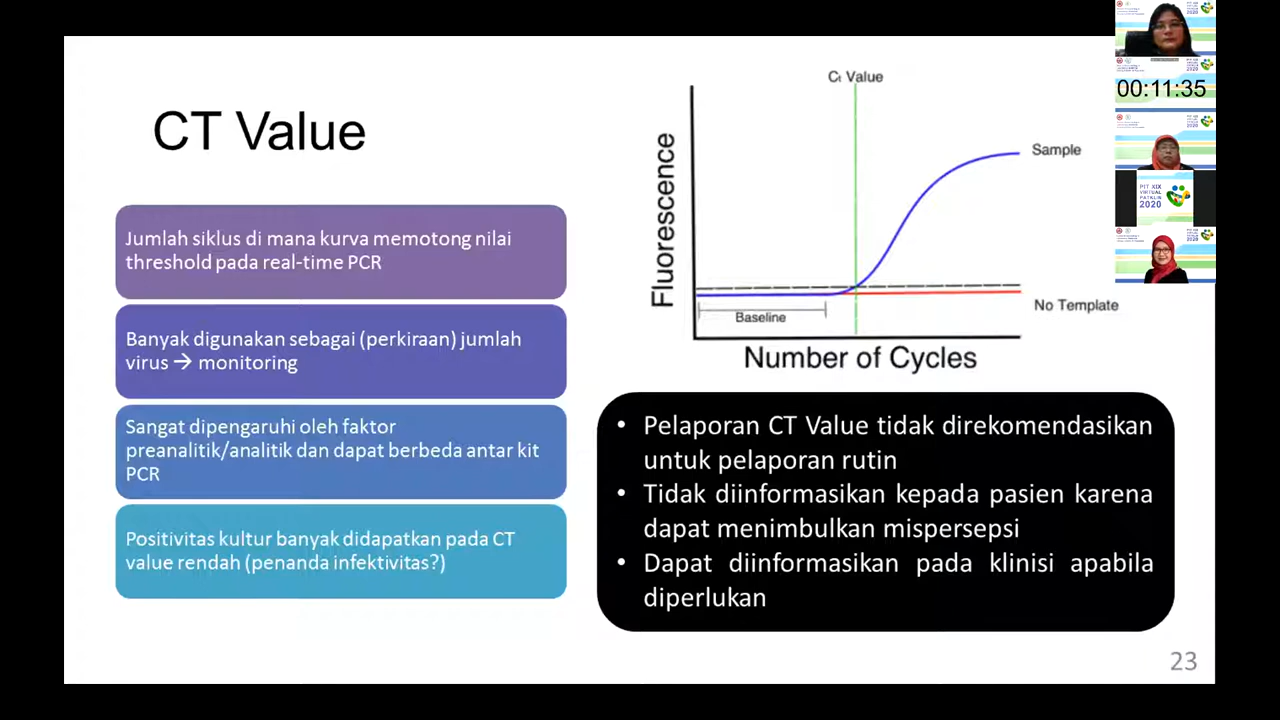 CT Value
Jumlah siklus di mana kurva memotong nilai
threshold pada real-time PCR
Banyak digunakan sebagai (perkiraan) jumlah
virus → monitoring
Sangat dipengaruhi oleh faktor
preanalitik/analitik dan dapat berbeda antar kit
PCR
Positivitas kultur banyak didapatkan pada CT
value rendah (penanda infektivitas?)
Ct Value
Fluorescence
Sample
No Template
Baseline
Number of Cycles
• Pelaporan CT Value tidak direkomendasikan
untuk pelaporan rutin
• Tidak diinformasikan kepada pasien karena
dapat menimbulkan mispersepsi
• Dapat diinformasikan pada klinisi apabila
diperlukan
23
00:11:35
PIT XIX
VIRTUAL
PATKLIN
2020